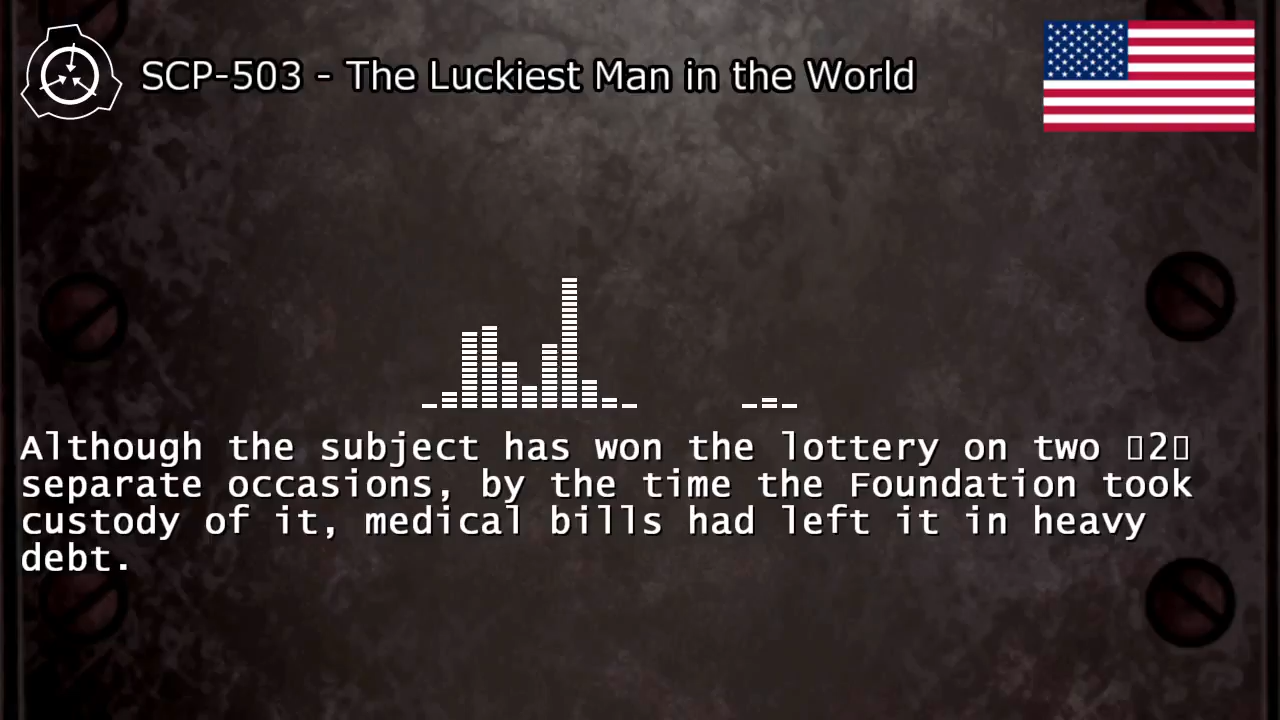 SCP-503 - The Luckiest Man in the World
Although the subject has won the lottery on two ▯2▯
separate occasions, by the time the Foundation took
custody of it, medical bills had left it in heavy
debt.